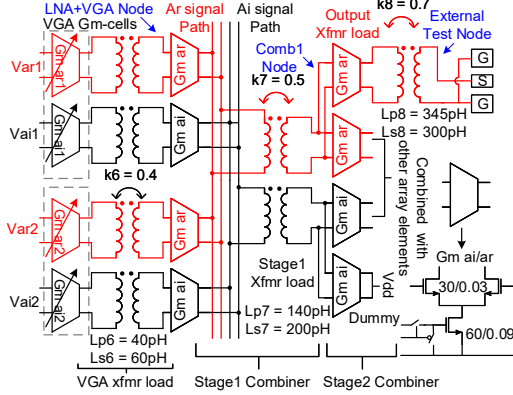 k8 = 0.7
LNA+VGA Node
VGA Gm-cells
Ar signal
Path
Ai signal
Path
Output
Xfmr load
External
Test Node
Comb1
Node
k7 = 0.5
Var1
Gm ar1
Gm ar
Gm ar
G
S
G
Lp8 = 345pH
Ls8 = 300pH
Vai1
Gm ai1
Gm ai
Gm ar
k6 = 0.4
Var2
Gm ar2
Gm ar
Gm ai
Combined with
other array elements
Gm ai/ar
Stage1
Xfmr load
Vai2
Gm ai2
Gm ai
Gm ai
Vdd
30/0.03
Lp7 = 140pH
Ls7 = 200pH
Dummy
60/0.09
Lp6 = 40pH
Ls6 = 60pH
VGA xfmr load
Stage1 Combiner
Stage2 Combiner